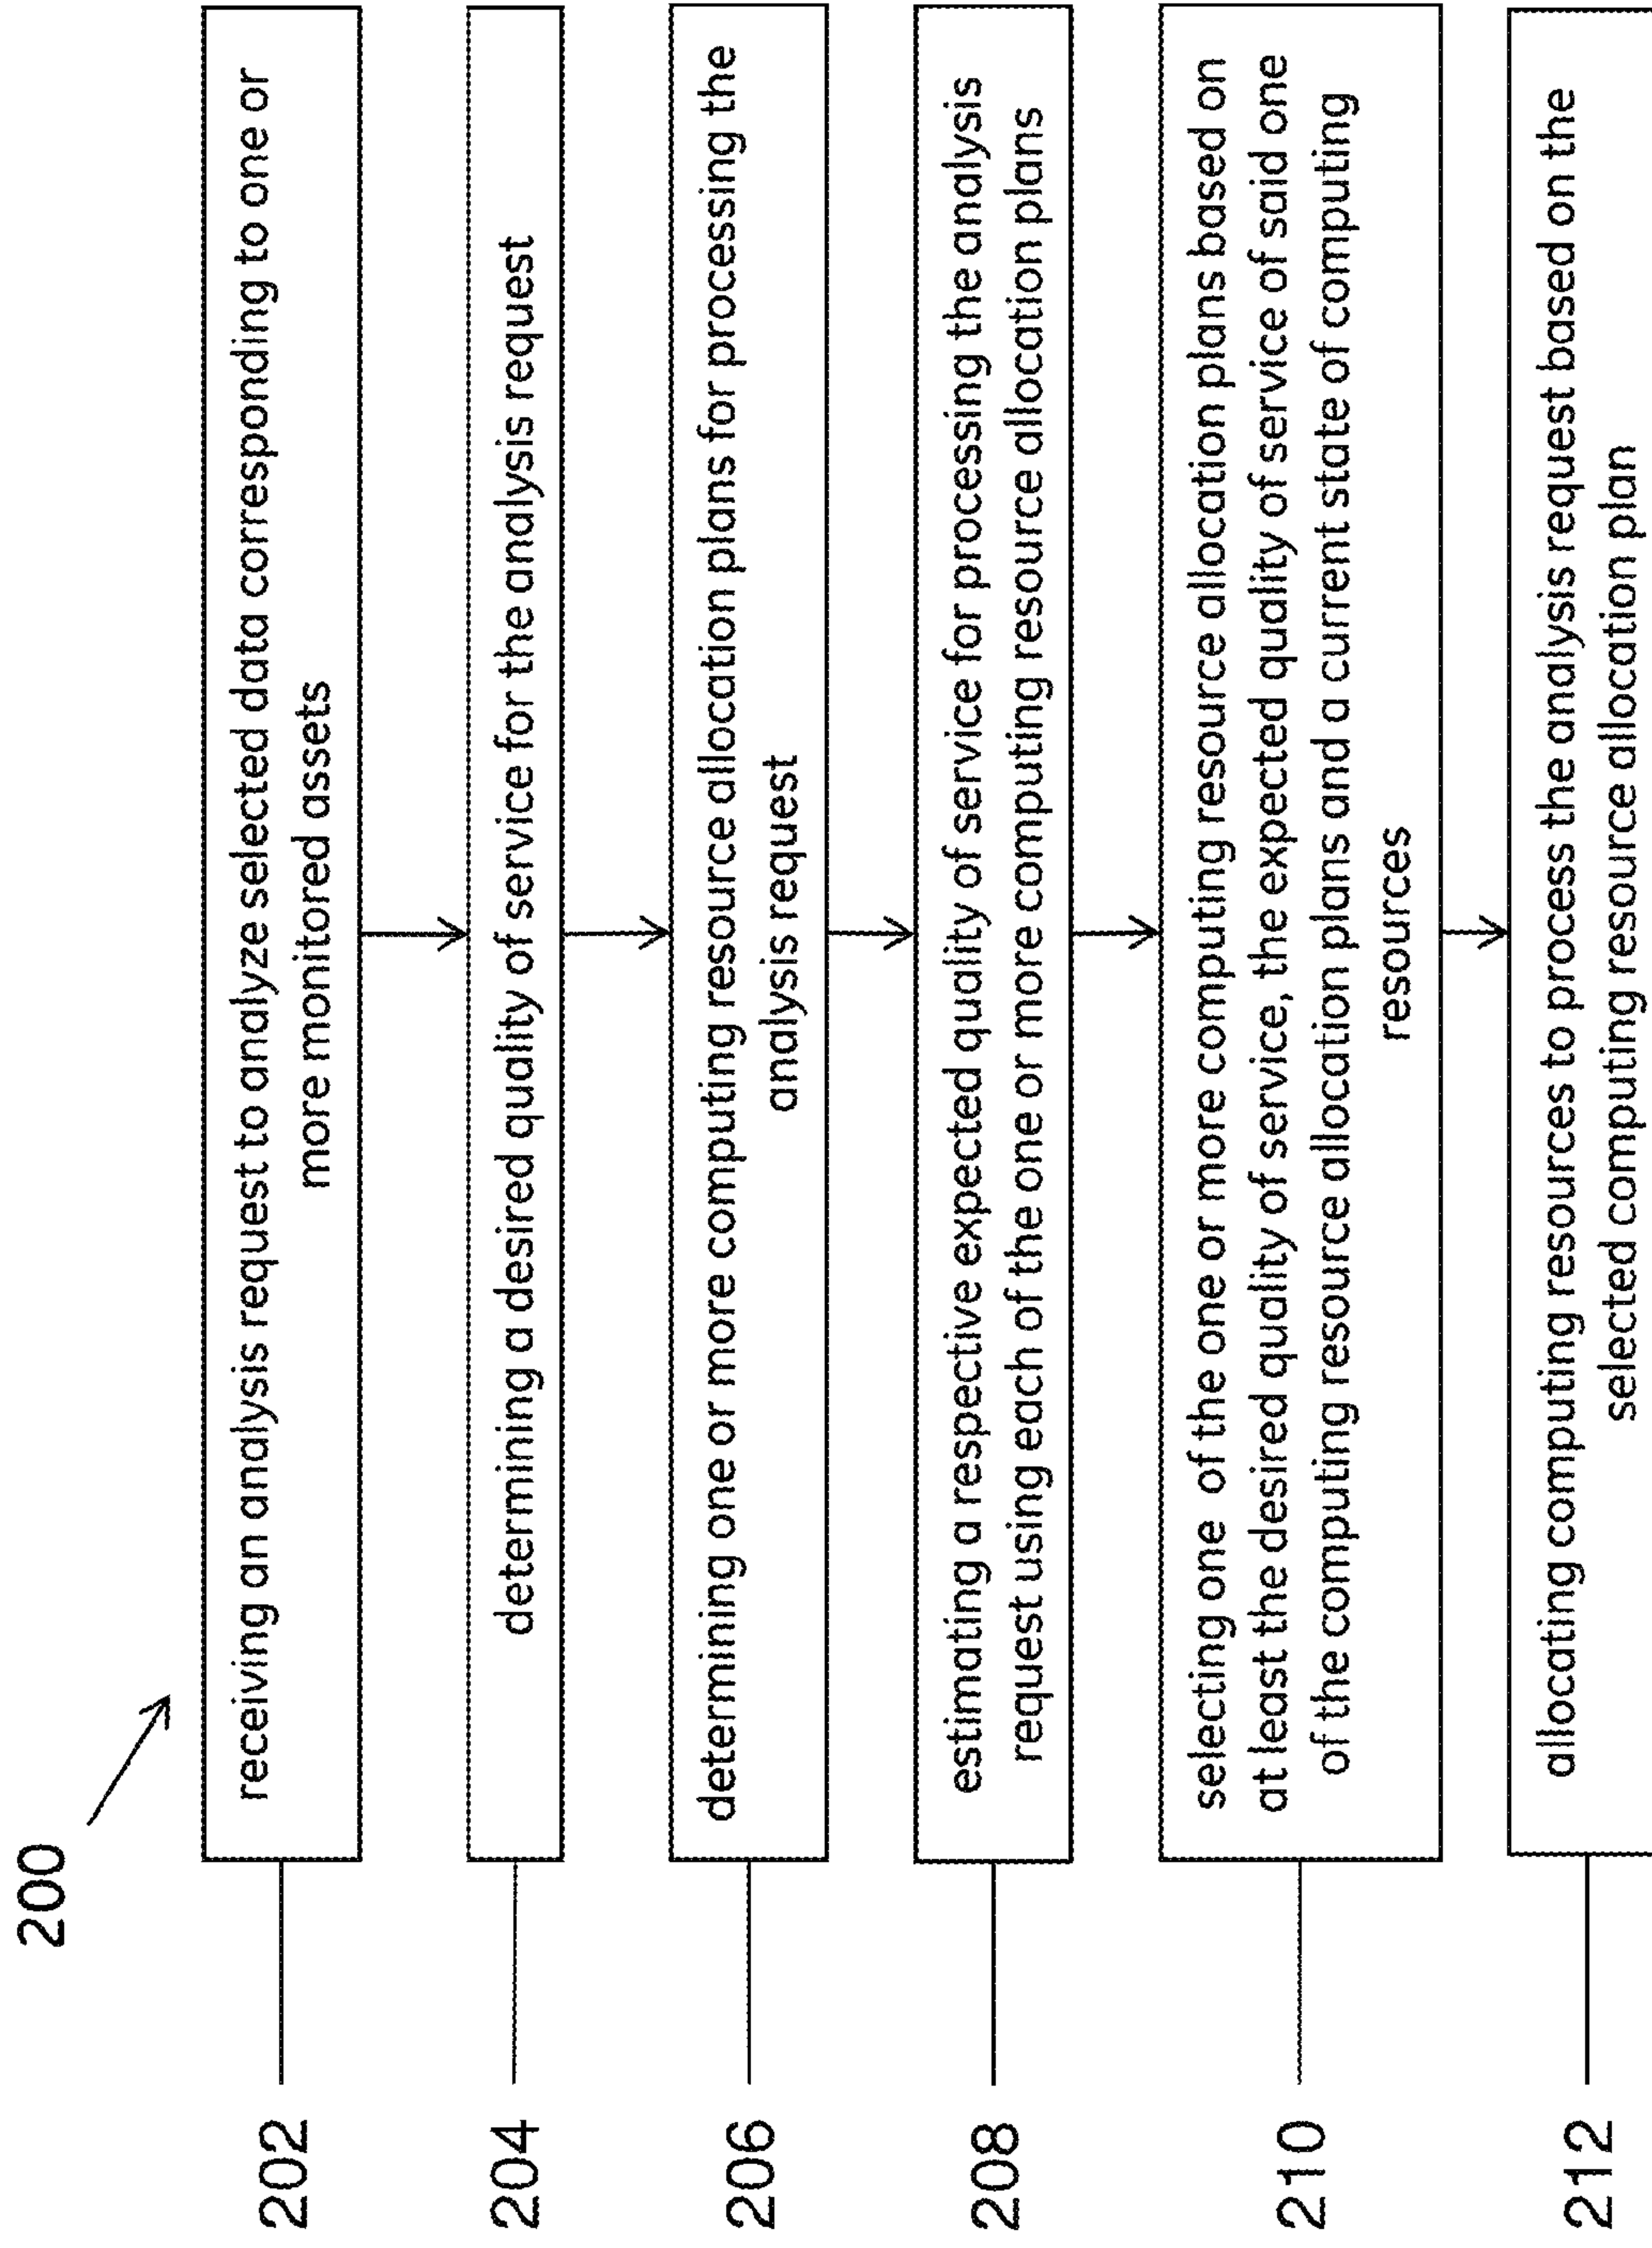 200
202
receiving an analysis request to analyze selected data corresponding to one or
more monitored assets
204
determining a desired quality of service for the analysis request
206
determining one or more computing resource allocation plans for processing the
analysis request
208
estimating a respective expected quality of service for processing the analysis
request using each of the one or more computing resource allocation plans
210
selecting one of the one or more computing resource allocation plans based on
at least the desired quality of service, the expected quality of service of said one
of the computing resource allocation plans and a current state of computing
resources
212
allocating computing resources to process the analysis request based on the
selected computing resource allocation plan